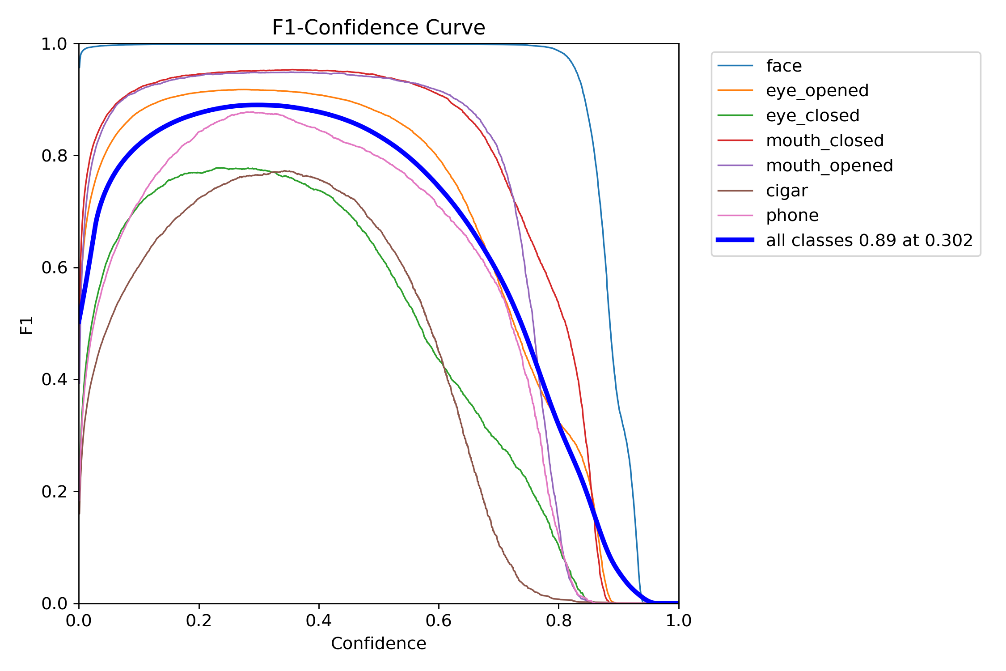 F1-Confidence Curve
1.0
0.8
0.6
0.4
0.2
0.0
F1
0.0 0.2 0.4 0.6 0.8 1.0
Confidence
face
eye_opened
eye_closed
mouth_closed
mouth_opened
cigar
phone
all classes 0.89 at 0.302